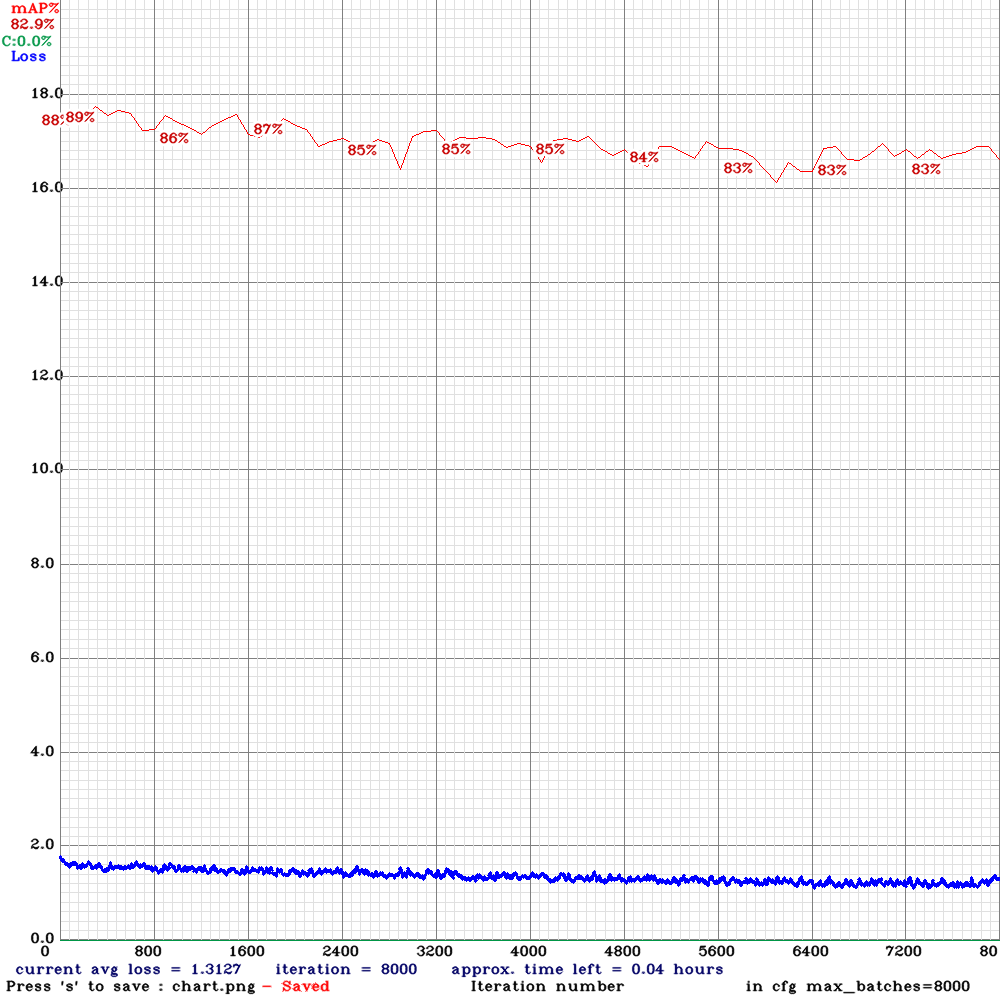 mAP%
82.9%
C:0.0%
Loss
18.0
88% 89% 86% 87% 85% 85% 85% 84% 83% 83% 83%
16.0
14.0
12.0
10.0
8.0
6.0
4.0
2.0
0.0
0 800 1600 2400 3200 4000 4800 5600 6400 7200 80
current avg loss = 1.3127 iteration = 8000 approx. time left = 0.04 hours
Press 's' to save : chart.png - Saved Iteration number in cfg max_batches=8000